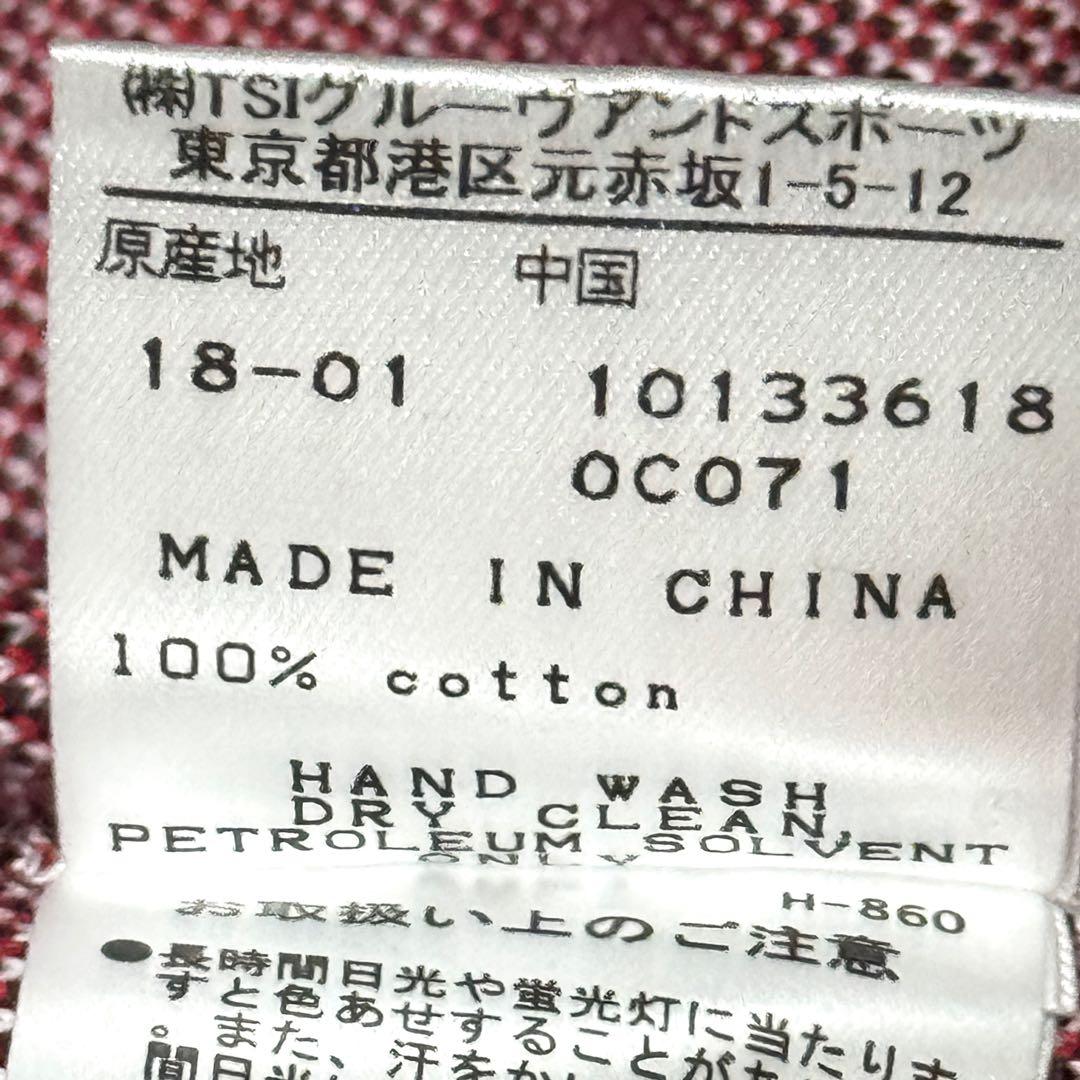 ㈱TSIグルーヴアンドスポーツ
東京都港区元赤坂1-5-12
原産地 中国
18-01 10133618
0C071
MADE IN CHINA
100% cotton
HAND WASH
DRY CLEAN,
PETROLEUM SOLVENT
ONLY
H-860
お取扱い上のご注意
●長時間日光や蛍光灯に当たりま
すと色あせすることが
また、汗を